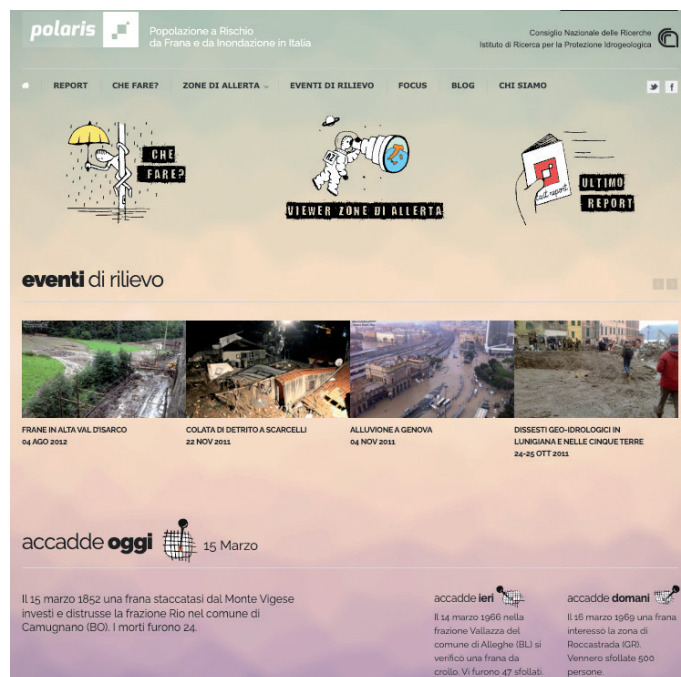 polaris
Popolazione a Rischio
da Frana e da Inondazione in Italia
Consiglio Nazionale delle Ricerche
Istituto di Ricerca per la Protezione Idrogeologica
REPORT CHE FARE? ZONE DI ALLERTA EVENTI DI RILIEVO FOCUS BLOG CHI SIAMO
CHE
FARE?
VIEWER ZONE DI ALLERTA
last report
ULTIMO
REPORT
eventi di rilievo
FRANE IN ALTA VAL D'ISARCO
04 AGO 2012
COLATA DI DETRITO A SCARCELLI
22 NOV 2011
ALLUVIONE A GENOVA
04 NOV 2011
DISSESTI GEO-IDROLOGICI IN
LUNIGIANA E NELLE CINQUE TERRE
24-25 OTT 2011
accadde oggi 15 Marzo
Il 15 marzo 1852 una frana staccatasi dal Monte Vigese
investì e distrusse la frazione Rio nel comune di
Camugnano (BO). I morti furono 24.
accadde ieri
Il 14 marzo 1966 nella
frazione Vallazza del
comune di Alleghe (BL) si
verificò una frana da
crollo. Vi furono 47 sfollati.
accadde domani
Il 16 marzo 1969 una frana
interessò la zona di
Roccastrada (GR).
Vennero sfollate 500
persone.